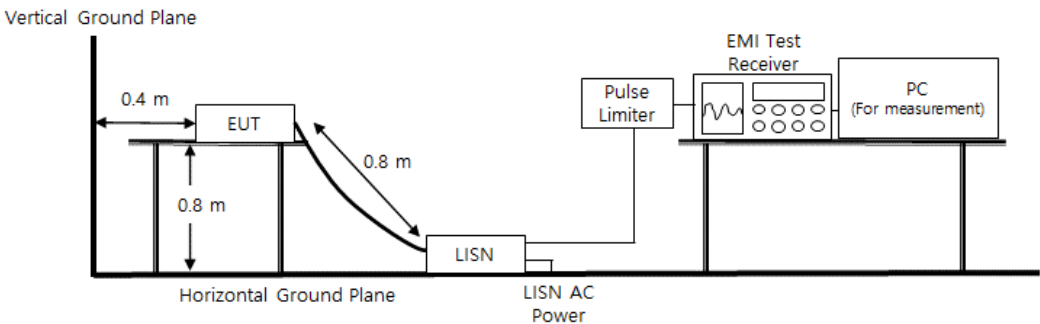 Vertical Ground Plane
EMI Test
Receiver
PC
(For measurement)
Pulse
Limiter
0.4 m
EUT
0.8 m
0.8 m
LISN
Horizontal Ground Plane
LISN AC
Power